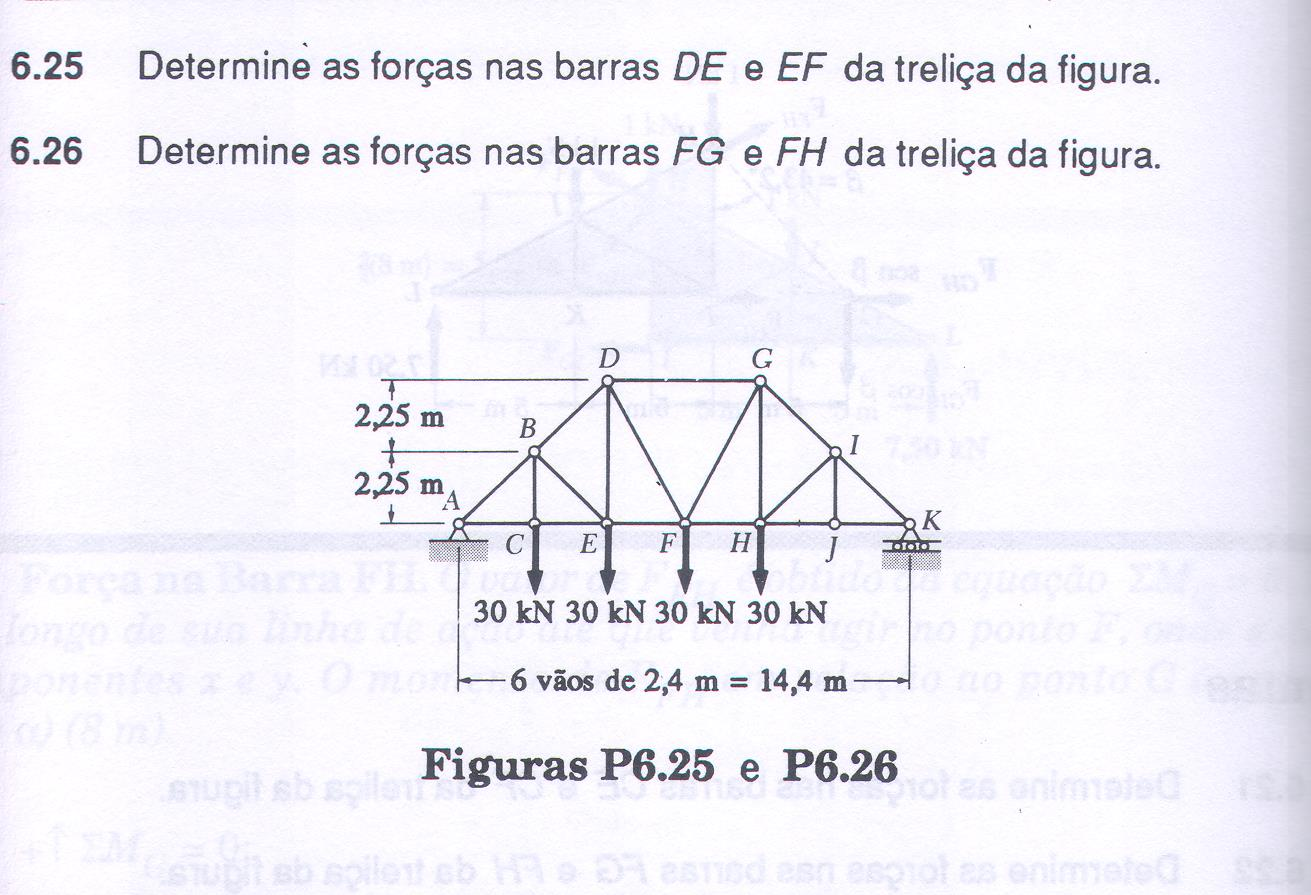 6.25 Determine as forças nas barras DE e EF da treliça da figura.
6.26 Determine as forças nas barras FG e FH da treliça da figura.
D G
2,25 m
B I
2,25 m
A K
C E F H J
30 kN 30 kN 30 kN 30 kN
6 vãos de 2,4 m = 14,4 m
Figuras P6.25 e P6.26